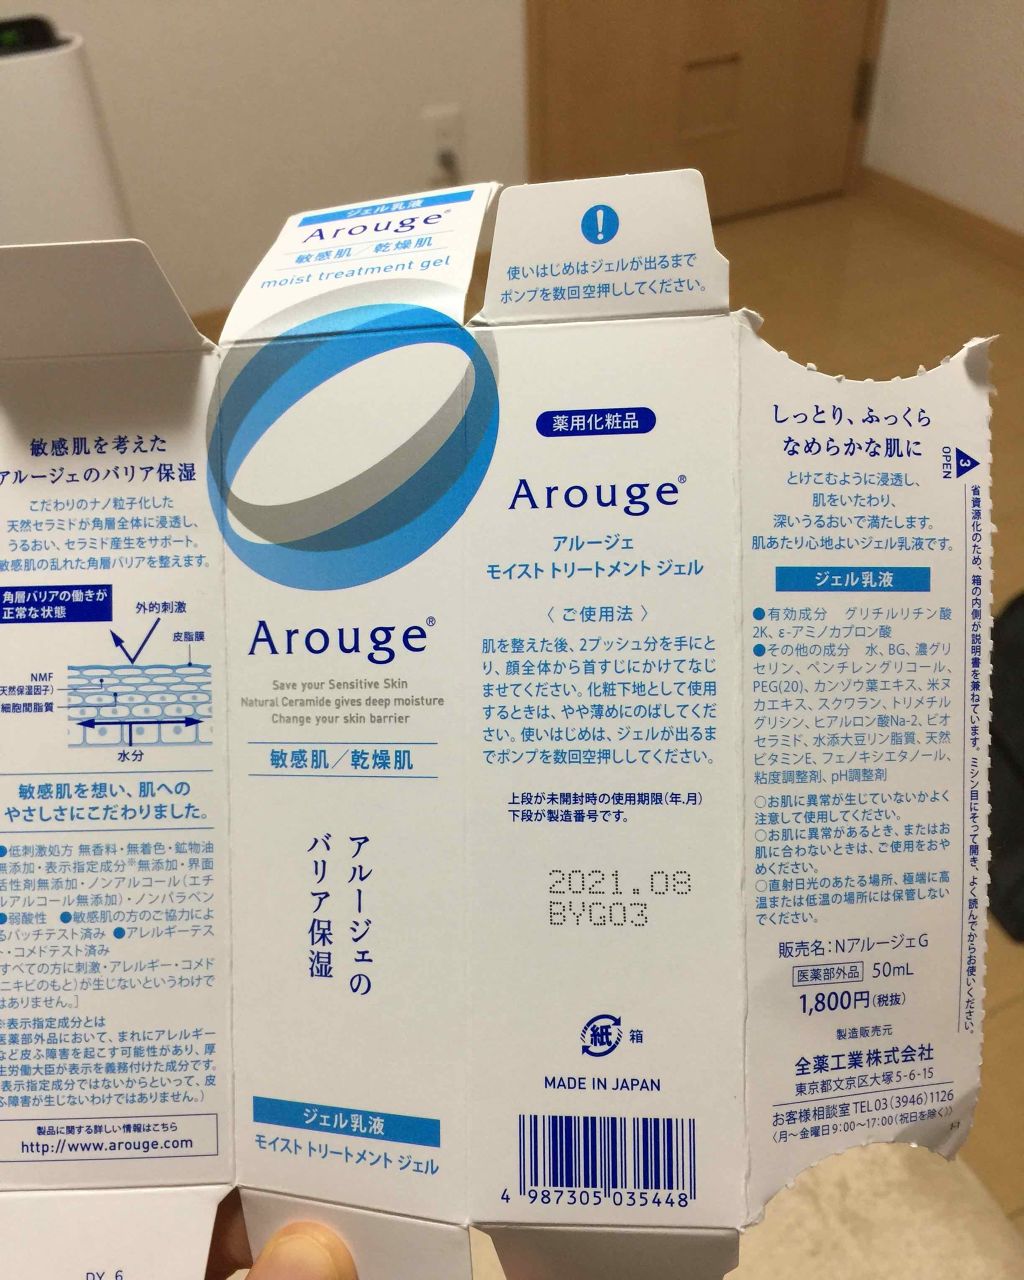 ジェル乳液
Arouge®
敏感肌／乾燥肌
moist treatment gel
!
使いはじめはジェルが出るまで
ポンプを数回空押ししてください。
敏感肌を考えた
アルージェのバリア保湿
こだわりのナノ粒子化した
天然セラミドが角層全体に浸透し、
うるおい、セラミド産生をサポート。
敏感肌の乱れた角層バリアを整えます。
角層バリアの働きが
正常な状態
外的刺激
皮脂膜
NMF
天然保湿因子)
細胞間脂質
水分
敏感肌を想い、肌への
やさしさにこだわりました。
●低刺激処方 無香料・無着色・鉱物油
無添加・表示指定成分※無添加・界面
活性剤無添加・ノンアルコール(エチ
ルアルコール無添加)・ノンパラベン
●弱酸性 ●敏感肌の方のご協力によ
るパッチテスト済み ●アレルギーテス
ト・コメドテスト済み
すべての方に刺激・アレルギー・コメド
(ニキビのもと)が生じないというわけで
はありません。]
※表示指定成分とは
医薬部外品において、まれにアレルギー
など皮ふ障害を起こす可能性があり、厚
生労働大臣が表示を義務付けた成分です。
表示指定成分ではないからといって、皮
ふ障害が生じないわけではありません。)
製品に関する詳しい情報はこちら
http://www.arouge.com
DY 6
Arouge®
Save your Sensitive Skin
Natural Ceramide gives deep moisture
Change your skin barrier
敏感肌／乾燥肌
アルージェの
バリア保湿
ジェル乳液
モイスト トリートメント ジェル
薬用化粧品
Arouge®
アルージェ
モイスト トリートメント ジェル
〈ご使用法〉
肌を整えた後、2プッシュ分を手にと
り、顔全体から首すじにかけてなじ
ませてください。化粧下地として使用
するときは、やや薄めにのばしてくだ
さい。使いはじめは、ジェルが出るま
でポンプを数回空押ししてください。
上段が未開封時の使用期限(年.月)
下段が製造番号です。
2021.08
BYG03
紙 箱
MADE IN JAPAN
4 987305 035448
しっとり、ふっくら
なめらかな肌に
とけこむように浸透し、
肌をいたわり、
深いうるおいで満たします。
肌あたり心地よいジェル乳液です。
ジェル乳液
●有効成分 グリチルリチン酸
2K、ε-アミノカプロン酸
●その他の成分 水、BG、濃グリ
セリン、ペンチレングリコール、
PEG(20)、カンゾウ葉エキス、米ヌ
カエキス、スクワラン、トリメチル
グリシン、ヒアルロン酸Na-2、ビオ
セラミド、水添大豆リン脂質、天然
ビタミンE、フェノキシエタノール、
粘度調整剤、pH調整剤
○お肌に異常が生じていないかよく
注意して使用してください。
○お肌に異常があるとき、またはお
肌に合わないときは、ご使用をおや
めください。
○直射日光のあたる場所、極端に高
温または低温の場所には保管しない
でください。
販売名：NアルージェG
医薬部外品 50mL
1,800円(税抜)
製造販売元
全薬工業株式会社
東京都文京区大塚5-6-15
お客様相談室 TEL 03(3946)1126
〈月〜金曜日9:00〜17:00(祝日を除く)〉
1-1
3
OPEN
省資源化のため、箱の内側が説明書を兼ねています。ミシン目にそって開き、よく読んでからお使いください。